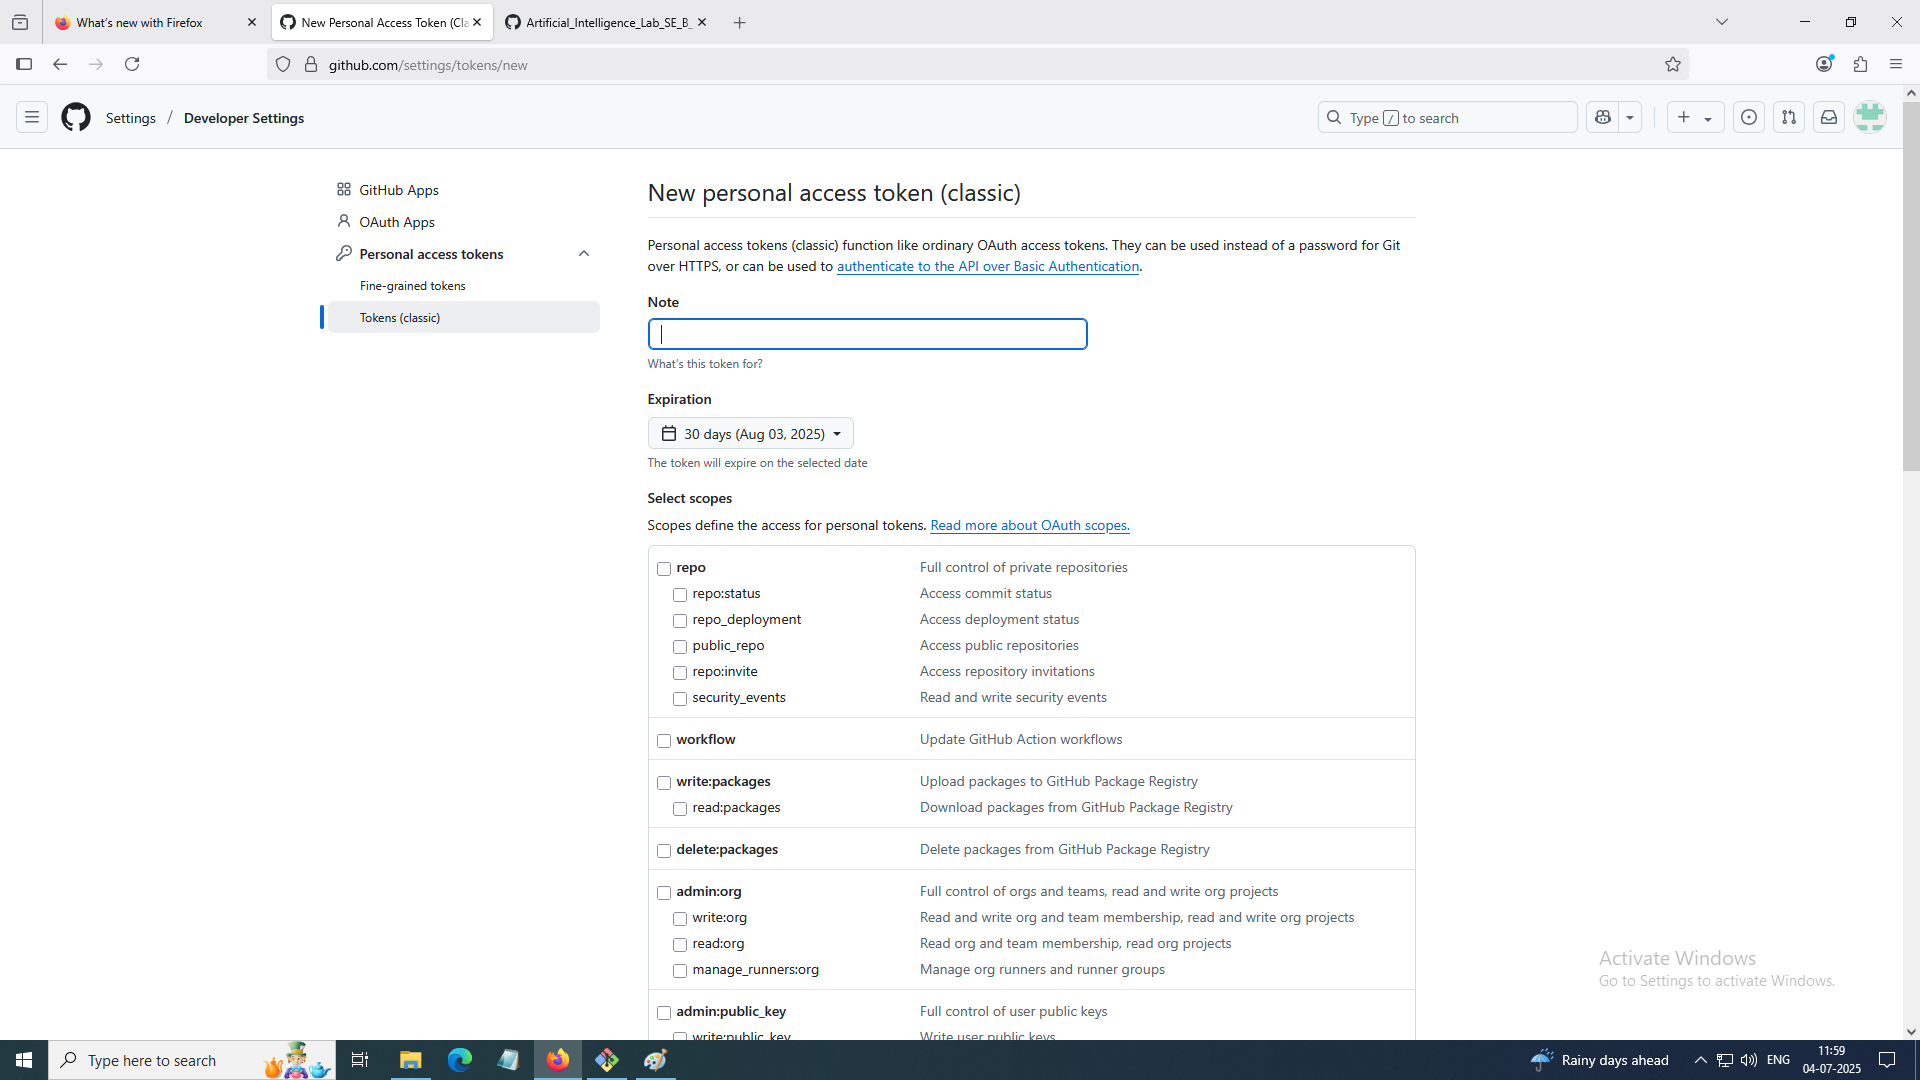 What's new with Firefox
New Personal Access Token (Cla
Artificial_Intelligence_Lab_SE_B_
github.com/settings/tokens/new
Settings / Developer Settings
Type / to search
GitHub Apps
OAuth Apps
Personal access tokens
Fine-grained tokens
Tokens (classic)
New personal access token (classic)
Personal access tokens (classic) function like ordinary OAuth access tokens. They can be used instead of a password for Git
over HTTPS, or can be used to authenticate to the API over Basic Authentication.
Note
What's this token for?
Expiration
30 days (Aug 03, 2025)
The token will expire on the selected date
Select scopes
Scopes define the access for personal tokens. Read more about OAuth scopes.
repo Full control of private repositories
repo:status Access commit status
repo_deployment Access deployment status
public_repo Access public repositories
repo:invite Access repository invitations
security_events Read and write security events
workflow Update GitHub Action workflows
write:packages Upload packages to GitHub Package Registry
read:packages Download packages from GitHub Package Registry
delete:packages Delete packages from GitHub Package Registry
admin:org Full control of orgs and teams, read and write org projects
write:org Read and write org and team membership, read and write org projects
read:org Read org and team membership, read org projects
manage_runners:org Manage org runners and runner groups
admin:public_key Full control of user public keys
write:public_key Write user public keys
Activate Windows
Go to Settings to activate Windows.
Type here to search
Rainy days ahead
ENG
11:59
04-07-2025